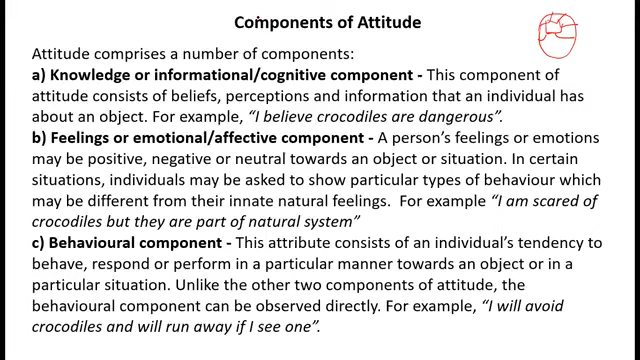 Components of Attitude
Attitude comprises a number of components:
a) Knowledge or informational/cognitive component - This component of
attitude consists of beliefs, perceptions and information that an individual has
about an object. For example, “I believe crocodiles are dangerous”.
b) Feelings or emotional/affective component - A person’s feelings or emotions
may be positive, negative or neutral towards an object or situation. In certain
situations, individuals may be asked to show particular types of behaviour which
may be different from their innate natural feelings.  For example “I am scared of
crocodiles but they are part of natural system”
c) Behavioural component - This attribute consists of an individual’s tendency to
behave, respond or perform in a particular manner towards an object or in a
particular situation. Unlike the other two components of attitude, the
behavioural component can be observed directly. For example, “I will avoid
crocodiles and will run away if I see one”.